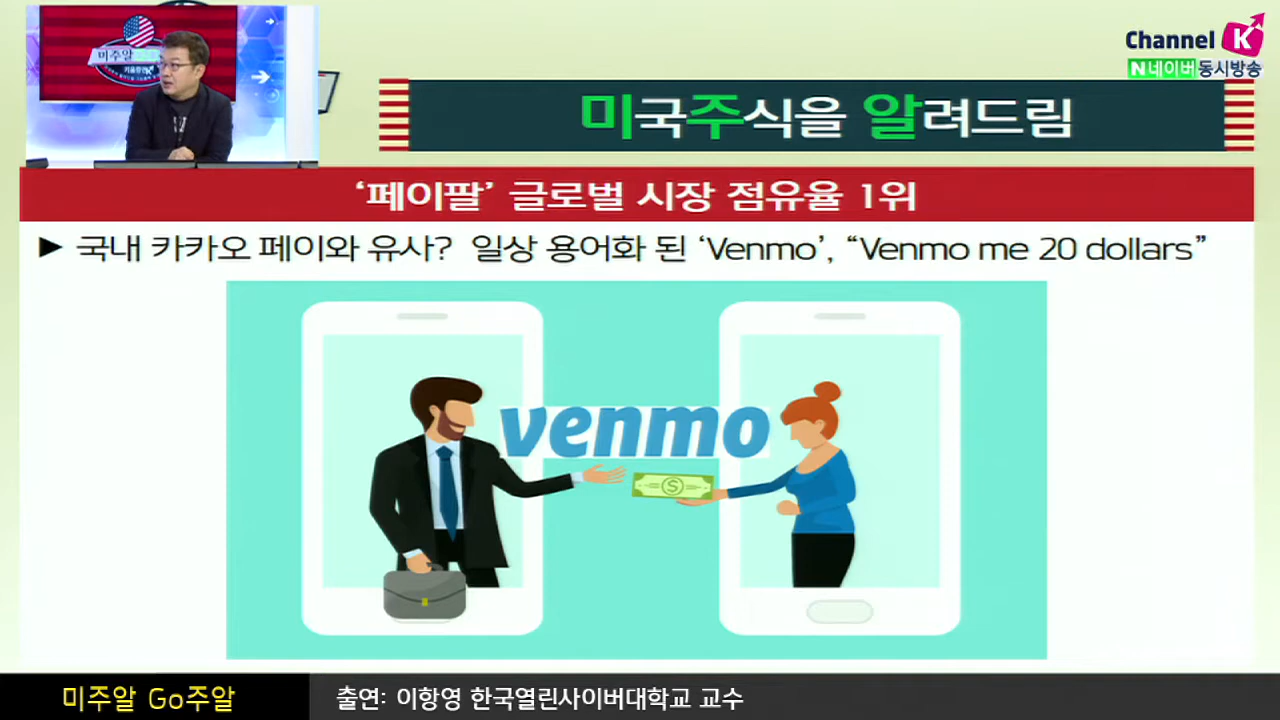 미주알
Channel K
N 네이버 동시방송
미국주식을 알려드림
‘페이팔’ 글로벌 시장 점유율 1위
▶ 국내 카카오 페이와 유사? 일상 용어화 된 ‘Venmo’, “Venmo me 20 dollars”
venmo
미주알 Go주알
출연: 이항영 한국열린사이버대학교 교수